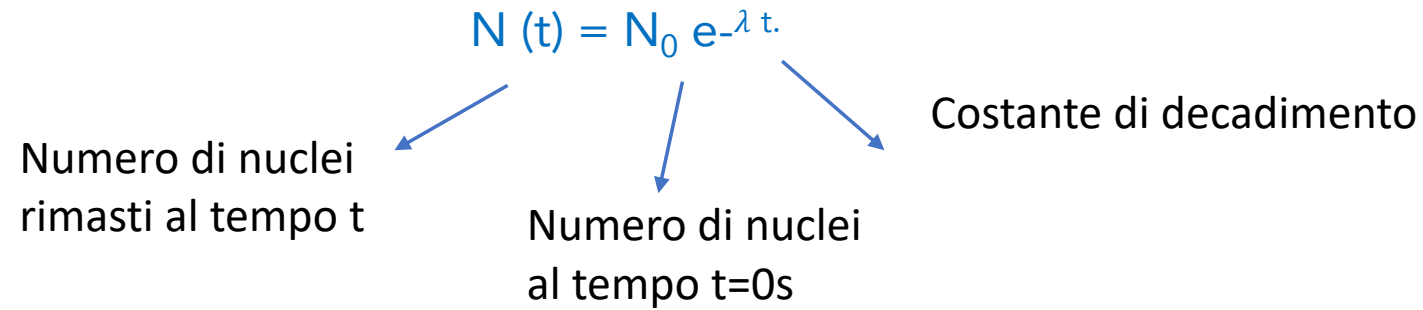 N (t) = N₀ e-^𝜆 ᵗ·
Costante di decadimento
Numero di nuclei
rimasti al tempo t
Numero di nuclei
al tempo t=0s